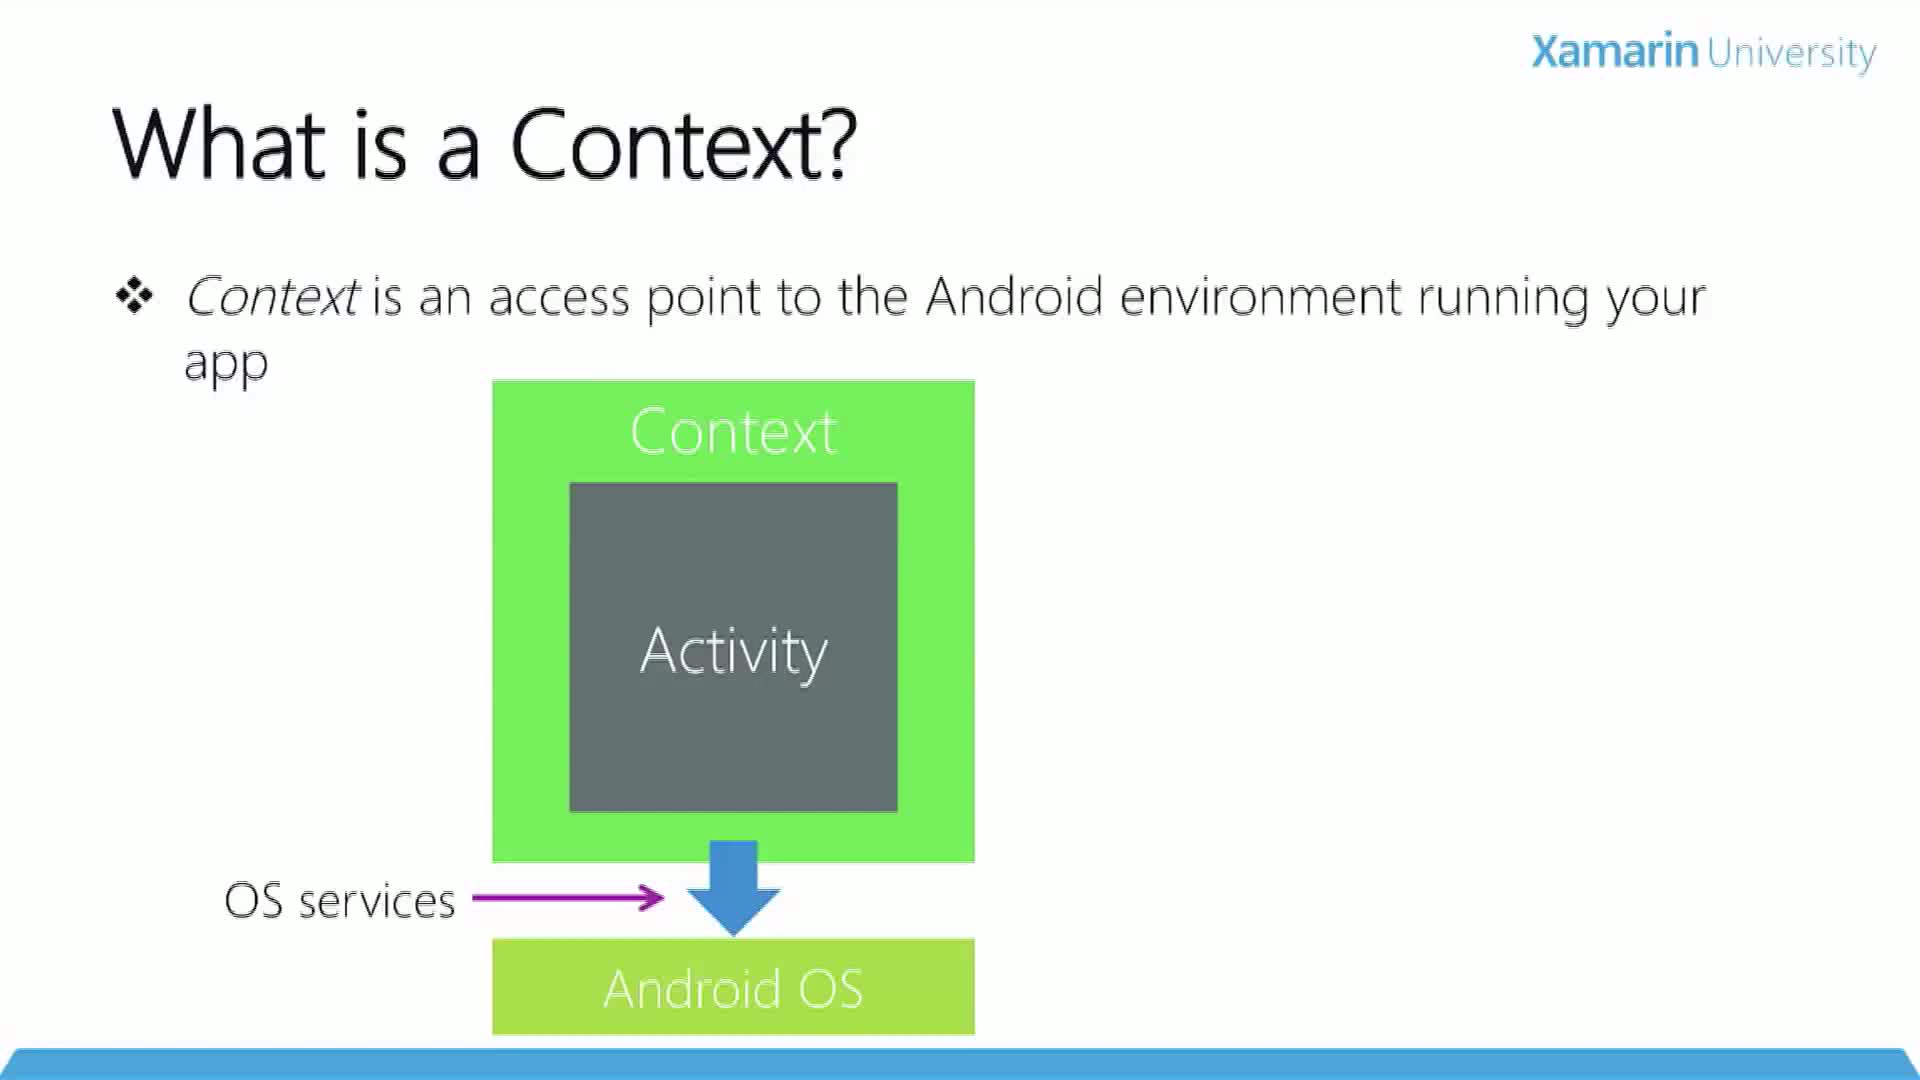 Xamarin University
What is a Context?
❖ Context is an access point to the Android environment running your
app
Context
Activity
OS services
Android OS